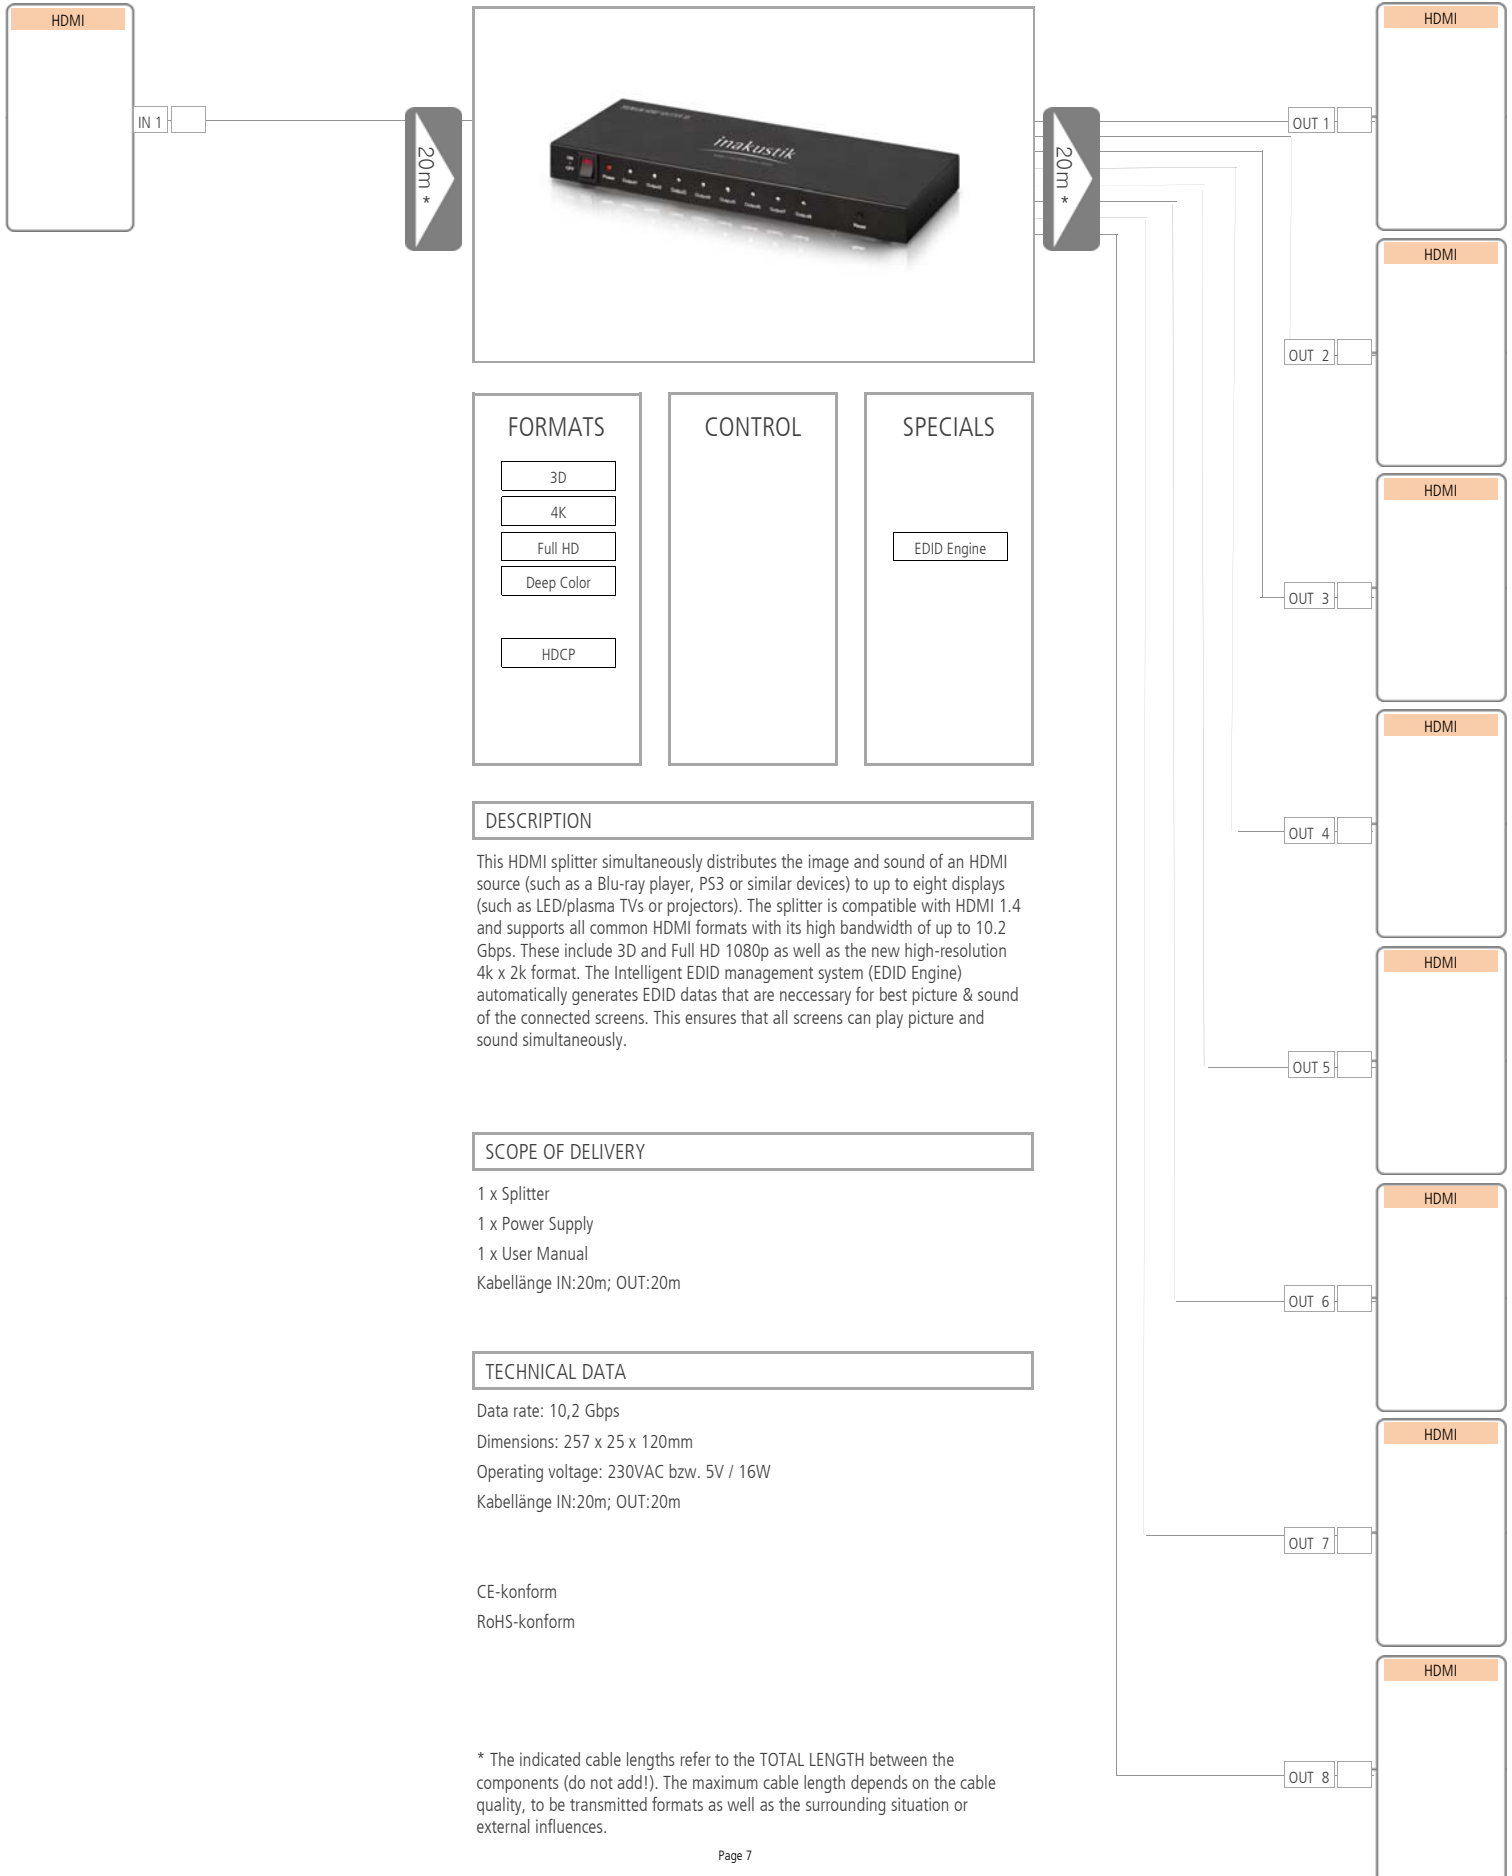 HDMI
IN 1
20m *
inakustik
ON
OFF
Power
Output1
Output2
Output3
Output4
Output5
Output6
Output7
Output8
Reset
20m *
HDMI
OUT 1
HDMI
OUT 2
HDMI
OUT 3
HDMI
OUT 4
HDMI
OUT 5
HDMI
OUT 6
HDMI
OUT 7
HDMI
OUT 8
FORMATS
3D
4K
Full HD
Deep Color
HDCP
CONTROL
SPECIALS
EDID Engine
DESCRIPTION
This HDMI splitter simultaneously distributes the image and sound of an HDMI
source (such as a Blu-ray player, PS3 or similar devices) to up to eight displays
(such as LED/plasma TVs or projectors). The splitter is compatible with HDMI 1.4
and supports all common HDMI formats with its high bandwidth of up to 10.2
Gbps. These include 3D and Full HD 1080p as well as the new high-resolution
4k x 2k format. The Intelligent EDID management system (EDID Engine)
automatically generates EDID datas that are neccessary for best picture & sound
of the connected screens. This ensures that all screens can play picture and
sound simultaneously.
SCOPE OF DELIVERY
1 x Splitter
1 x Power Supply
1 x User Manual
Kabellänge IN:20m; OUT:20m
TECHNICAL DATA
Data rate: 10,2 Gbps
Dimensions: 257 x 25 x 120mm
Operating voltage: 230VAC bzw. 5V / 16W
Kabellänge IN:20m; OUT:20m
CE-konform
RoHS-konform
* The indicated cable lengths refer to the TOTAL LENGTH between the
components (do not add!). The maximum cable length depends on the cable
quality, to be transmitted formats as well as the surrounding situation or
external influences.
Page 7